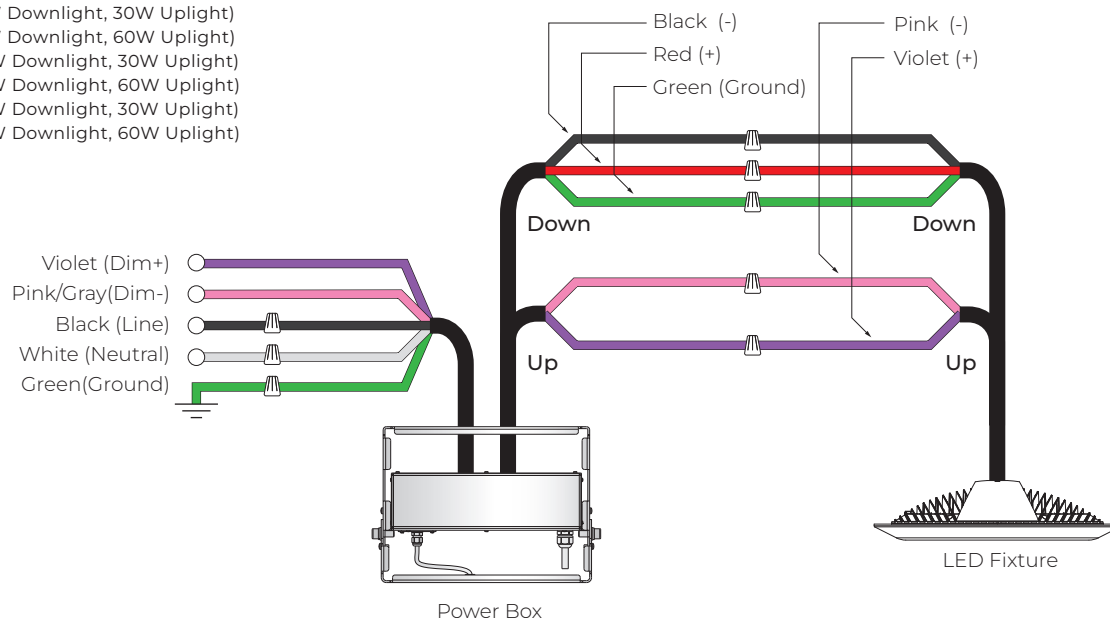 Downlight, 30W Uplight)
Downlight, 60W Uplight)
Downlight, 30W Uplight)
Downlight, 60W Uplight)
Downlight, 30W Uplight)
Downlight, 60W Uplight)
Black (-)
Red (+)
Green (Ground)
Pink (-)
Violet (+)
Down
Down
Violet (Dim+)
Pink/Gray(Dim-)
Black (Line)
White (Neutral)
Green(Ground)
Up
Up
LED Fixture
Power Box